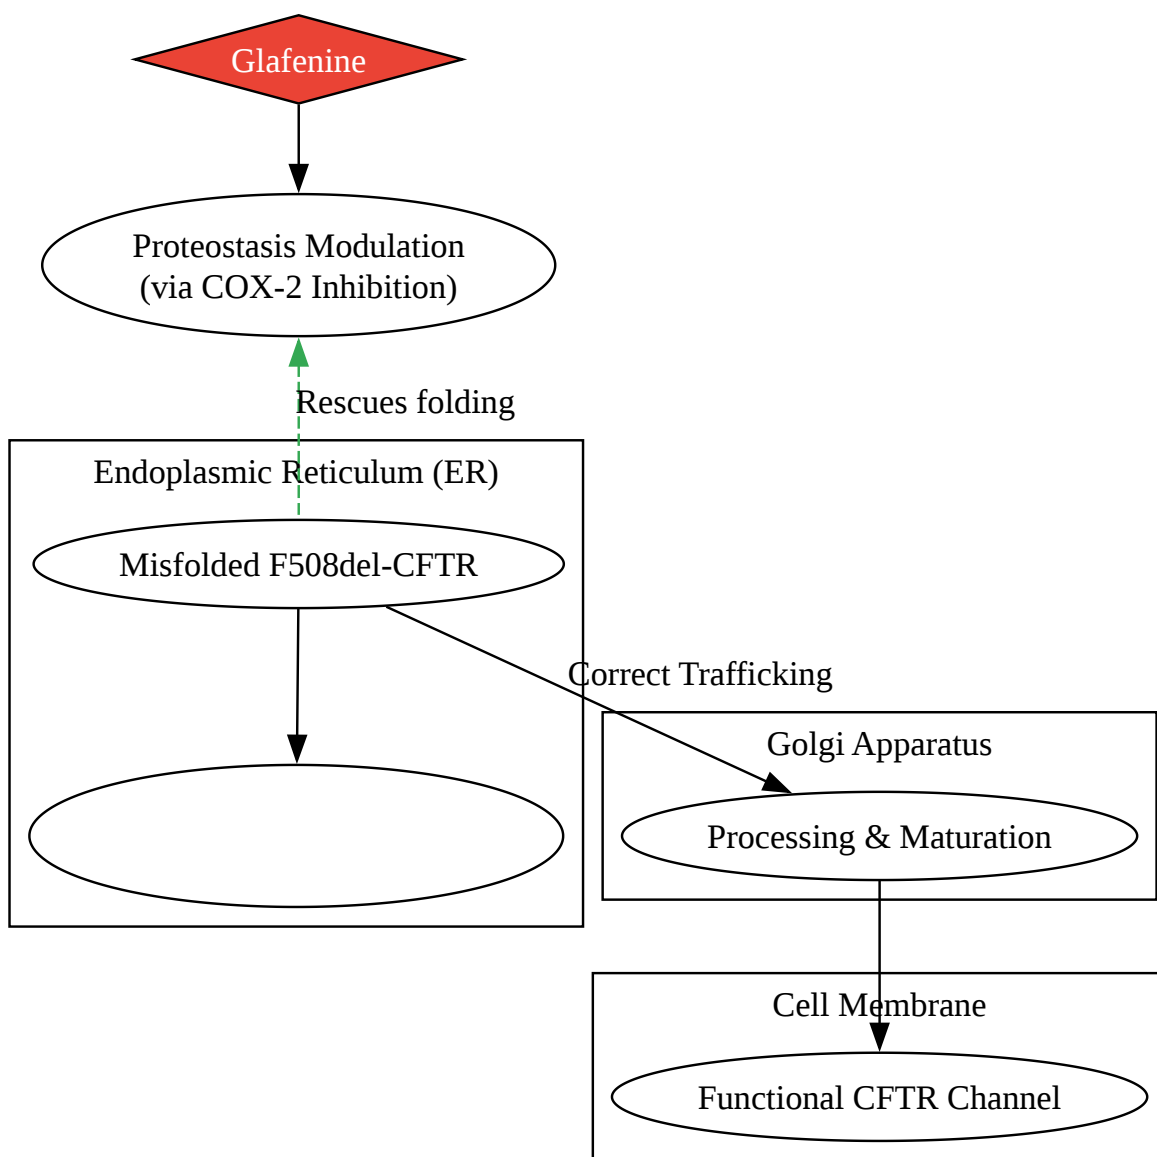 Glafenine
Proteostasis Modulation
(via COX-2 Inhibition)
Rescues folding
Endoplasmic Reticulum (ER)
Misfolded F508del-CFTR
Correct Trafficking
Golgi Apparatus
Processing & Maturation
Cell Membrane
Functional CFTR Channel